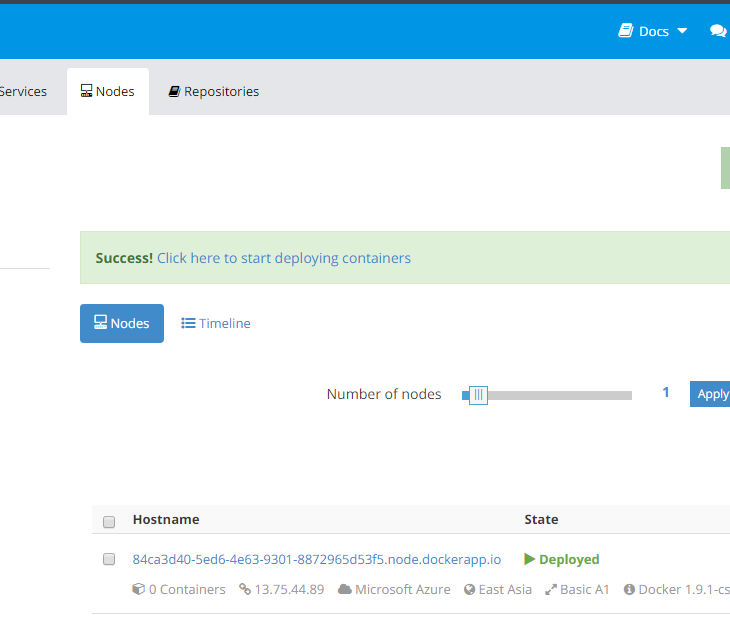 Docs
Services Nodes Repositories
Success! Click here to start deploying containers
Nodes Timeline
Number of nodes 1 Apply
Hostname State
84ca3d40-5ed6-4e63-9301-8872965d53f5.node.dockerapp.io Deployed
0 Containers 13.75.44.89 Microsoft Azure East Asia Basic A1 Docker 1.9.1-cs